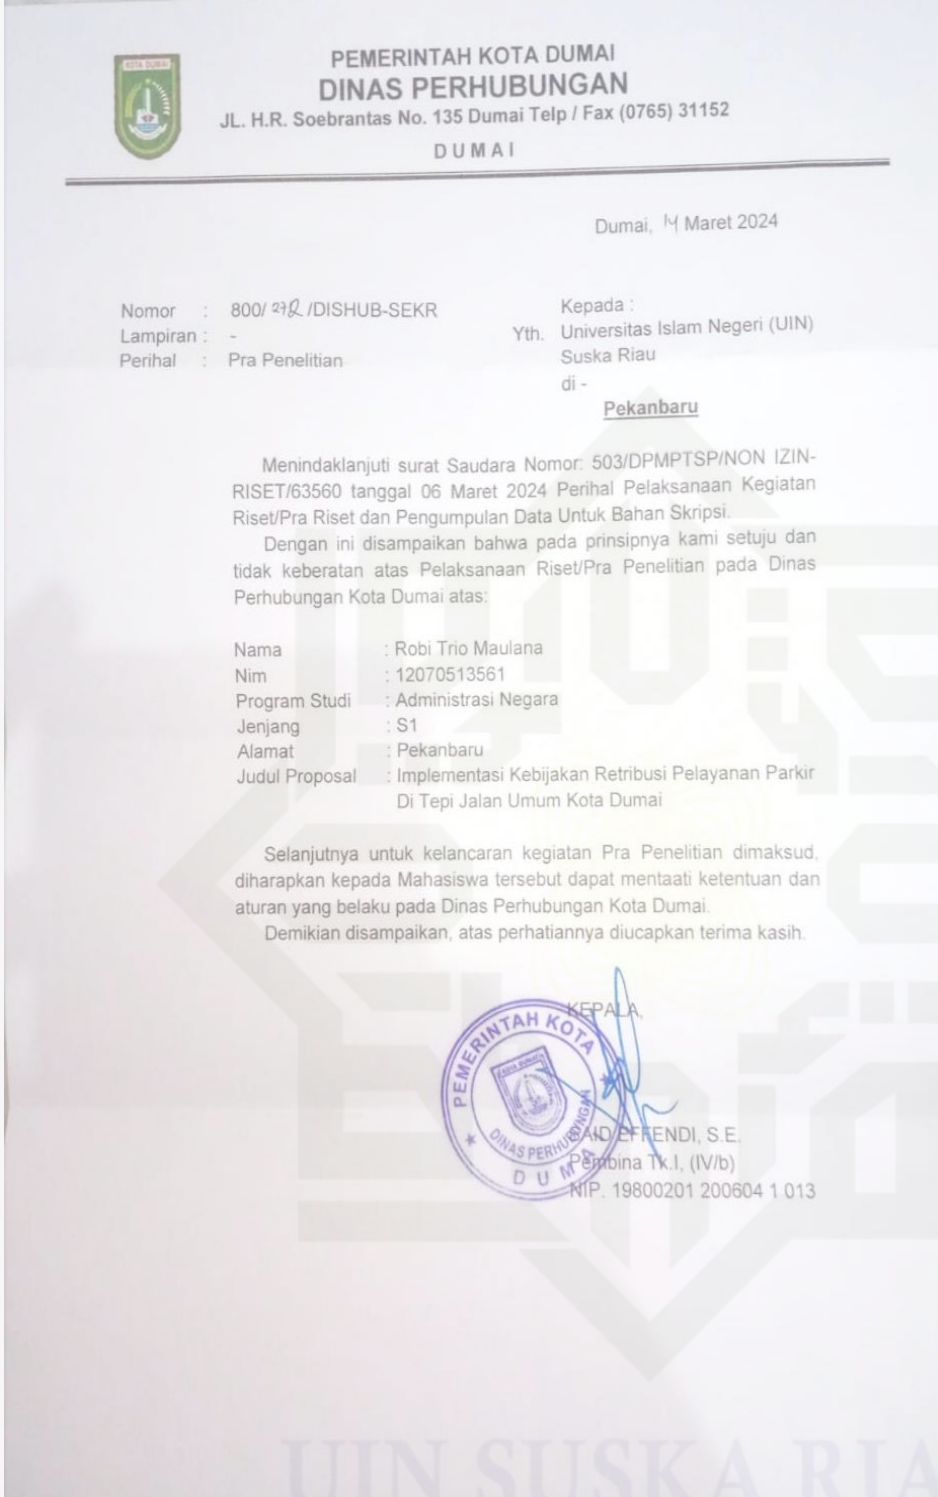 PEMERINTAH KOTA DUMAI
DINAS PERHUBUNGAN
JL. H.R. Soebrantas No. 135 Dumai Telp / Fax (0765) 31152
D U M A I
KOTA DUMAI
Dumai, 14 Maret 2024
Nomor : 800/ /DISHUB-SEKR
Lampiran : -
Perihal : Pra Penelitian
Kepada :
Yth. Universitas Islam Negeri (UIN)
Suska Riau
di -
Pekanbaru
Menindaklanjuti surat Saudara Nomor: 503/DPMPTSP/NON IZIN-
RISET/63560 tanggal 06 Maret 2024 Perihal Pelaksanaan Kegiatan
Riset/Pra Riset dan Pengumpulan Data Untuk Bahan Skripsi.
Dengan ini disampaikan bahwa pada prinsipnya kami setuju dan
tidak keberatan atas Pelaksanaan Riset/Pra Penelitian pada Dinas
Perhubungan Kota Dumai atas:
Nama : Robi Trio Maulana
Nim : 12070513561
Program Studi : Administrasi Negara
Jenjang : S1
Alamat : Pekanbaru
Judul Proposal : Implementasi Kebijakan Retribusi Pelayanan Parkir
Di Tepi Jalan Umum Kota Dumai
Selanjutnya untuk kelancaran kegiatan Pra Penelitian dimaksud,
diharapkan kepada Mahasiswa tersebut dapat mentaati ketentuan dan
aturan yang belaku pada Dinas Perhubungan Kota Dumai.
Demikian disampaikan, atas perhatiannya diucapkan terima kasih.
KEPALA,
PEMERINTAH KOTA
KOTA DUMAI
DINAS PERHUBUNGAN
DUMAI
SAID EFFENDI, S.E.
Pembina Tk.I, (IV/b)
NIP. 19800201 200604 1 013
UIN SUSKA RIA